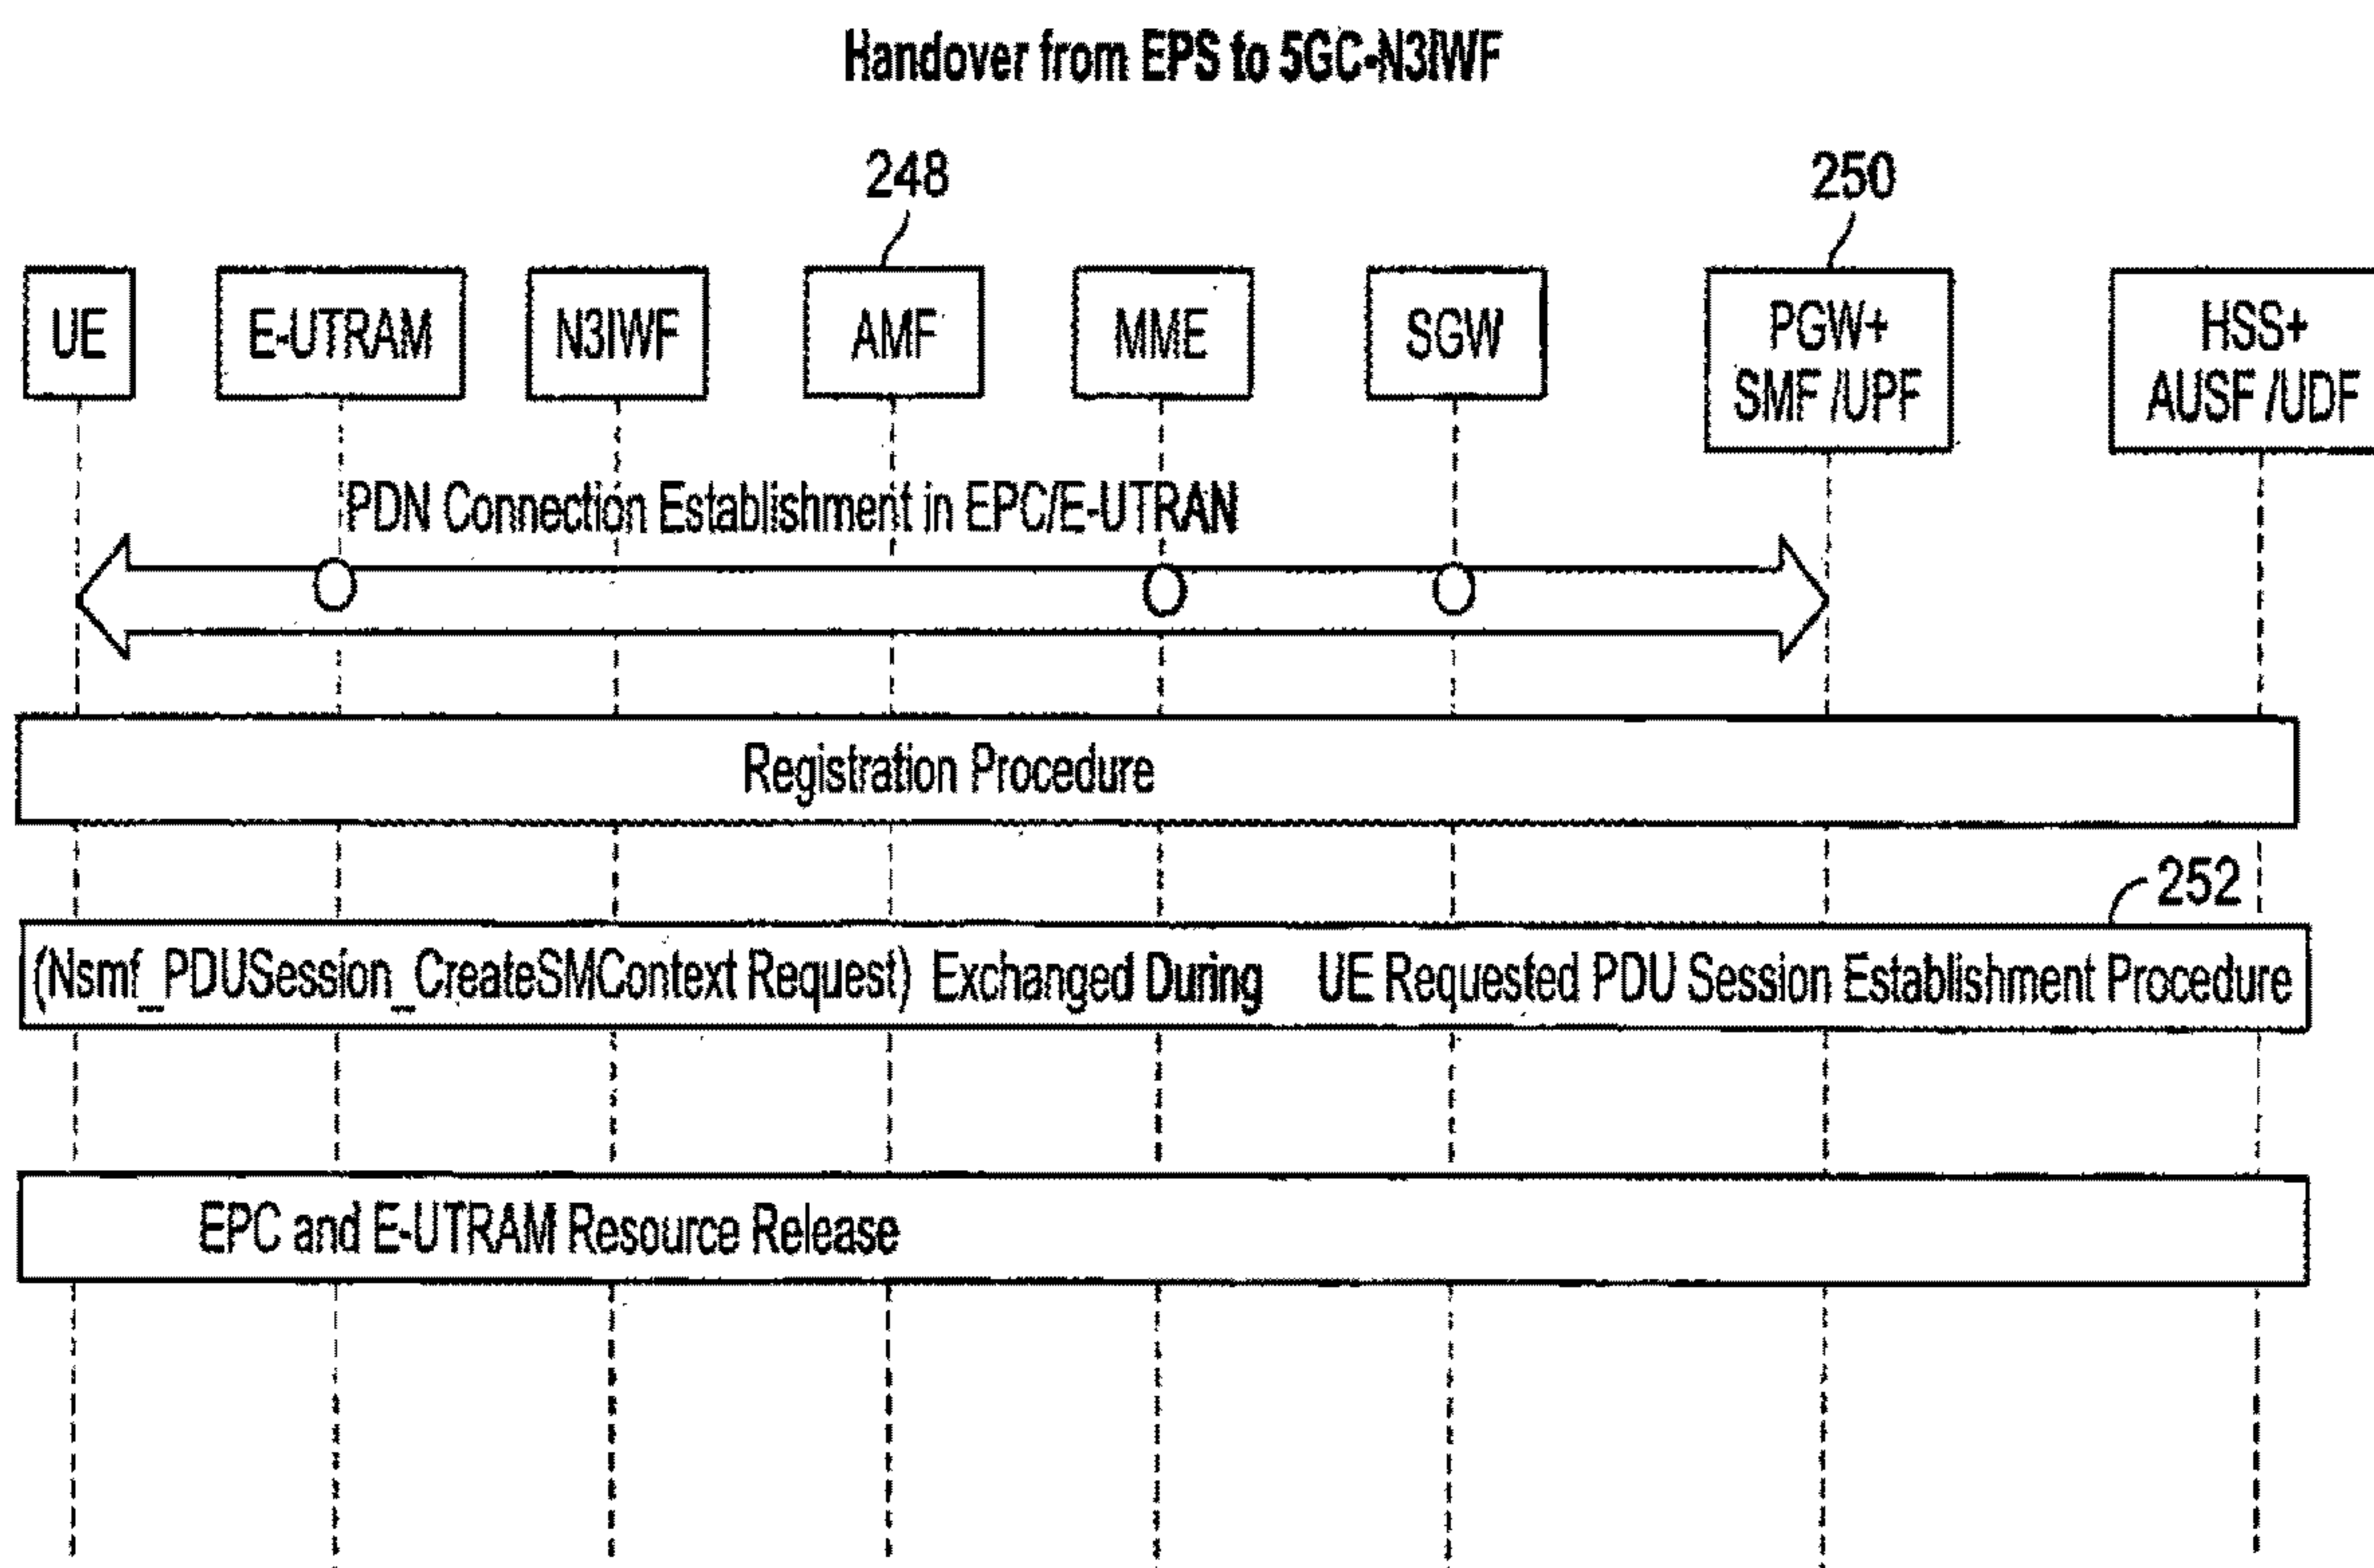 Handover from EPS to 5GC-N3IWF
248
250
UE
E-UTRAM
N3IWF
AMF
MME
SGW
PGW+
SMF /UPF
HSS+
AUSF /UDF
PDN Connection Establishment in EPC/E-UTRAN
Registration Procedure
252
(Nsmf_PDUSession_CreateSMContext Request) Exchanged During UE Requested PDU Session Establishment Procedure
EPC and E-UTRAM Resource Release